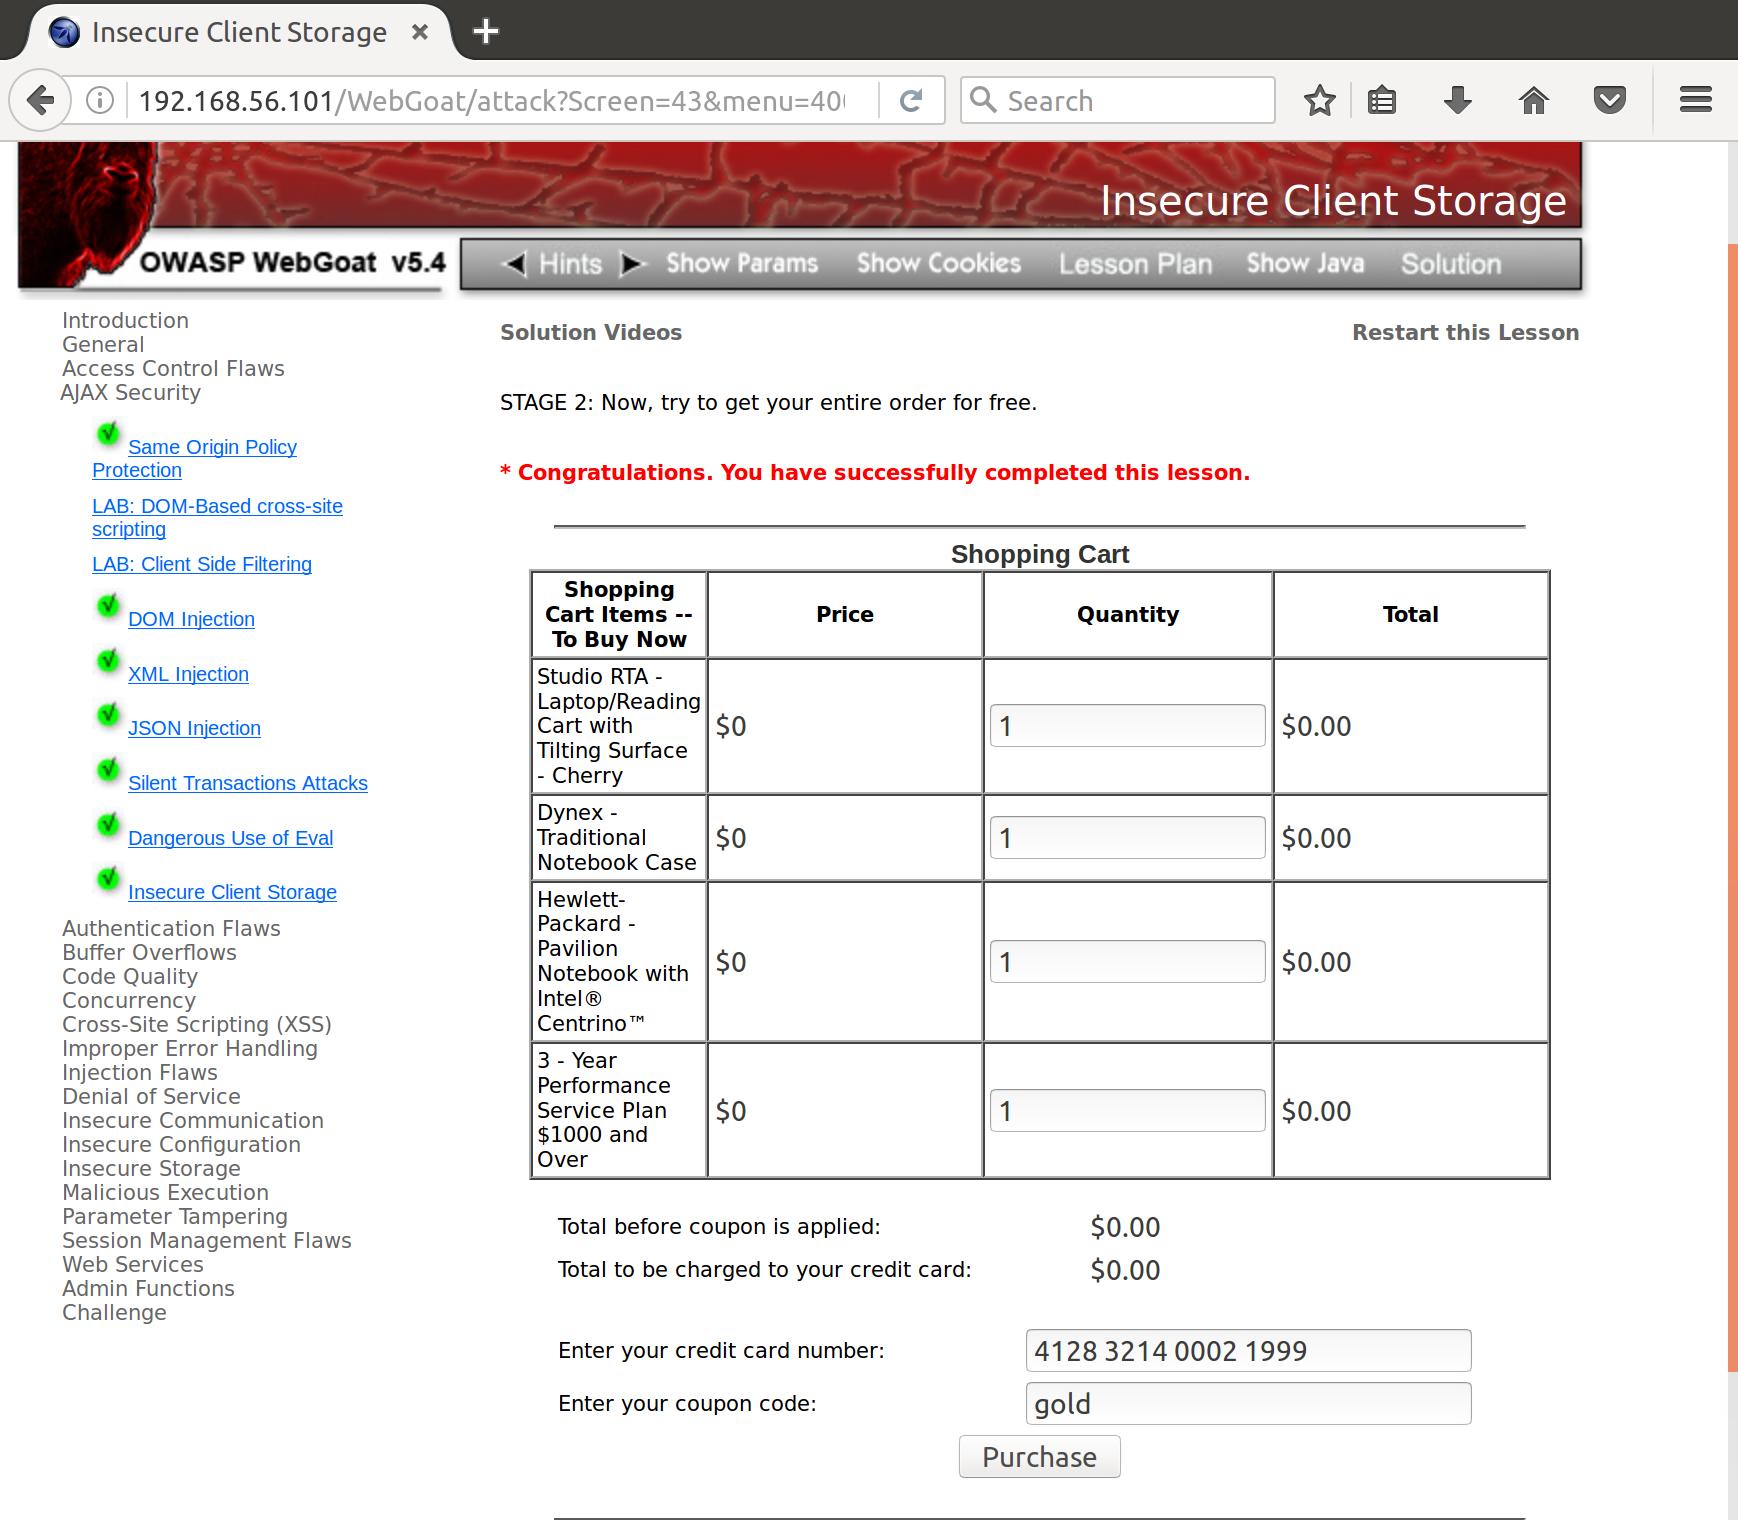 Insecure Client Storage
192.168.56.101/WebGoat/attack?Screen=43&menu=40
Search
Insecure Client Storage
OWASP WebGoat v5.4
Hints Show Params Show Cookies Lesson Plan Show Java Solution
Introduction
General
Access Control Flaws
AJAX Security
Same Origin Policy
Protection
LAB: DOM-Based cross-site
scripting
LAB: Client Side Filtering
DOM Injection
XML Injection
JSON Injection
Silent Transactions Attacks
Dangerous Use of Eval
Insecure Client Storage
Authentication Flaws
Buffer Overflows
Code Quality
Concurrency
Cross-Site Scripting (XSS)
Improper Error Handling
Injection Flaws
Denial of Service
Insecure Communication
Insecure Configuration
Insecure Storage
Malicious Execution
Parameter Tampering
Session Management Flaws
Web Services
Admin Functions
Challenge
Solution Videos Restart this Lesson
STAGE 2: Now, try to get your entire order for free.
* Congratulations. You have successfully completed this lesson.
Shopping Cart
Shopping
Cart Items --
To Buy Now
Price Quantity Total
Studio RTA -
Laptop/Reading
Cart with
Tilting Surface
- Cherry
$0 1 $0.00
Dynex -
Traditional
Notebook Case
$0 1 $0.00
Hewlett-
Packard -
Pavilion
Notebook with
Intel®
Centrino™
$0 1 $0.00
3 - Year
Performance
Service Plan
$1000 and
Over
$0 1 $0.00
Total before coupon is applied: $0.00
Total to be charged to your credit card: $0.00
Enter your credit card number: 4128 3214 0002 1999
Enter your coupon code: gold
Purchase